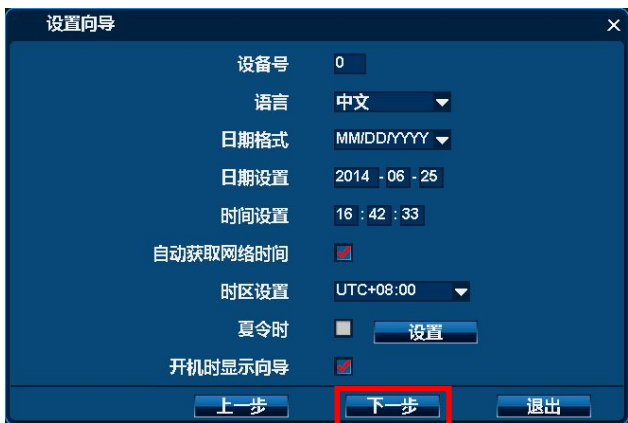 设置向导
设备号 0
语言 中文
日期格式 MM/DD/YYYY
日期设置 2014 - 06 - 25
时间设置 16 : 42 : 33
自动获取网络时间
时区设置 UTC+08:00
夏令时 设置
开机时显示向导
上一步 下一步 退出